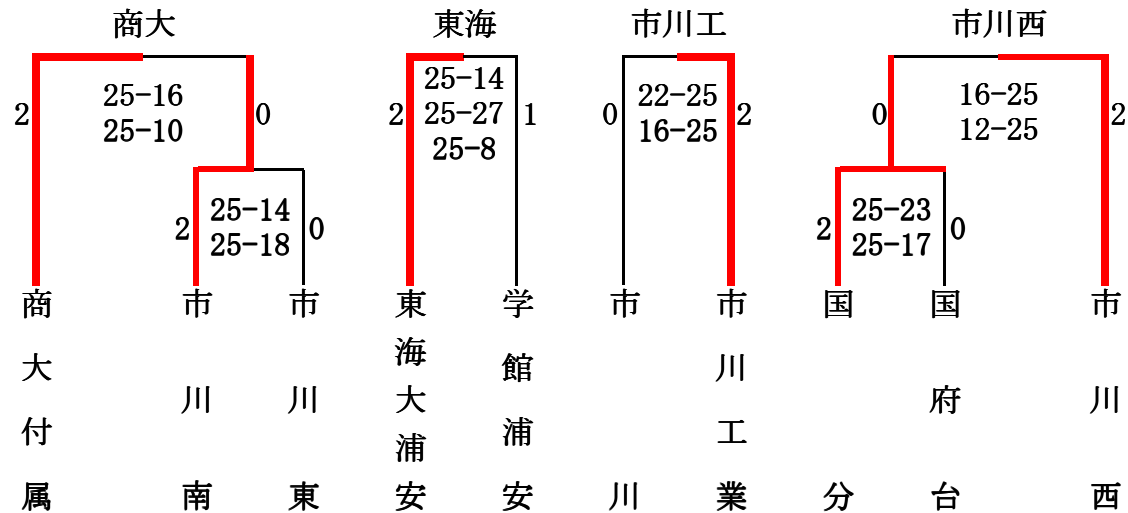 商大 東海 市川工 市川西
2 25-16 25-10 0
2 25-14 25-18 0
2 25-14 25-27 25-8 1
0 22-25 16-25 2
0 16-25 12-25 2
2 25-23 25-17 0
商大付属
市川南
市川東
東海大浦安
学館浦安
市川
市川工業
国分
国府台
市川西